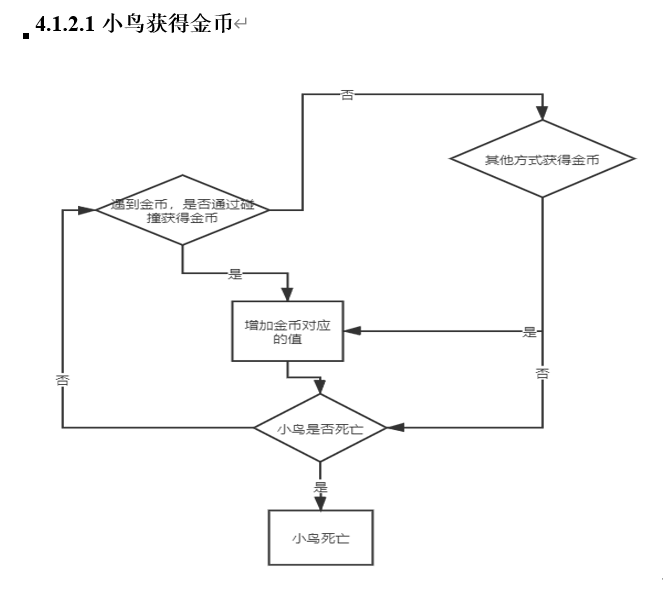 4.1.2.1 小鸟获得金币
否
其他方式获得金币
遇到金币，是否通过碰
撞获得金币
是
增加金币对应
的值
是
否
否
小鸟是否死亡
是
小鸟死亡